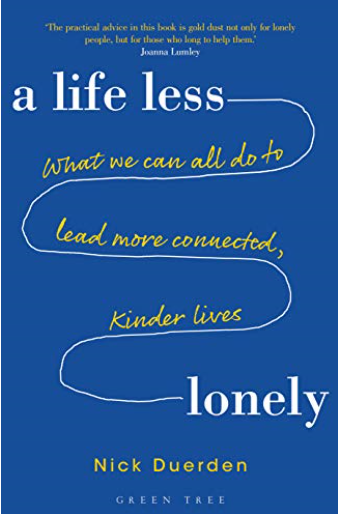 ‘The practical advice in this book is gold dust not only for lonely
people, but for those who long to help them.’
Joanna Lumley
a life less
what we can all do to
lead more connected,
kinder lives
lonely
Nick Duerden
GREEN TREE